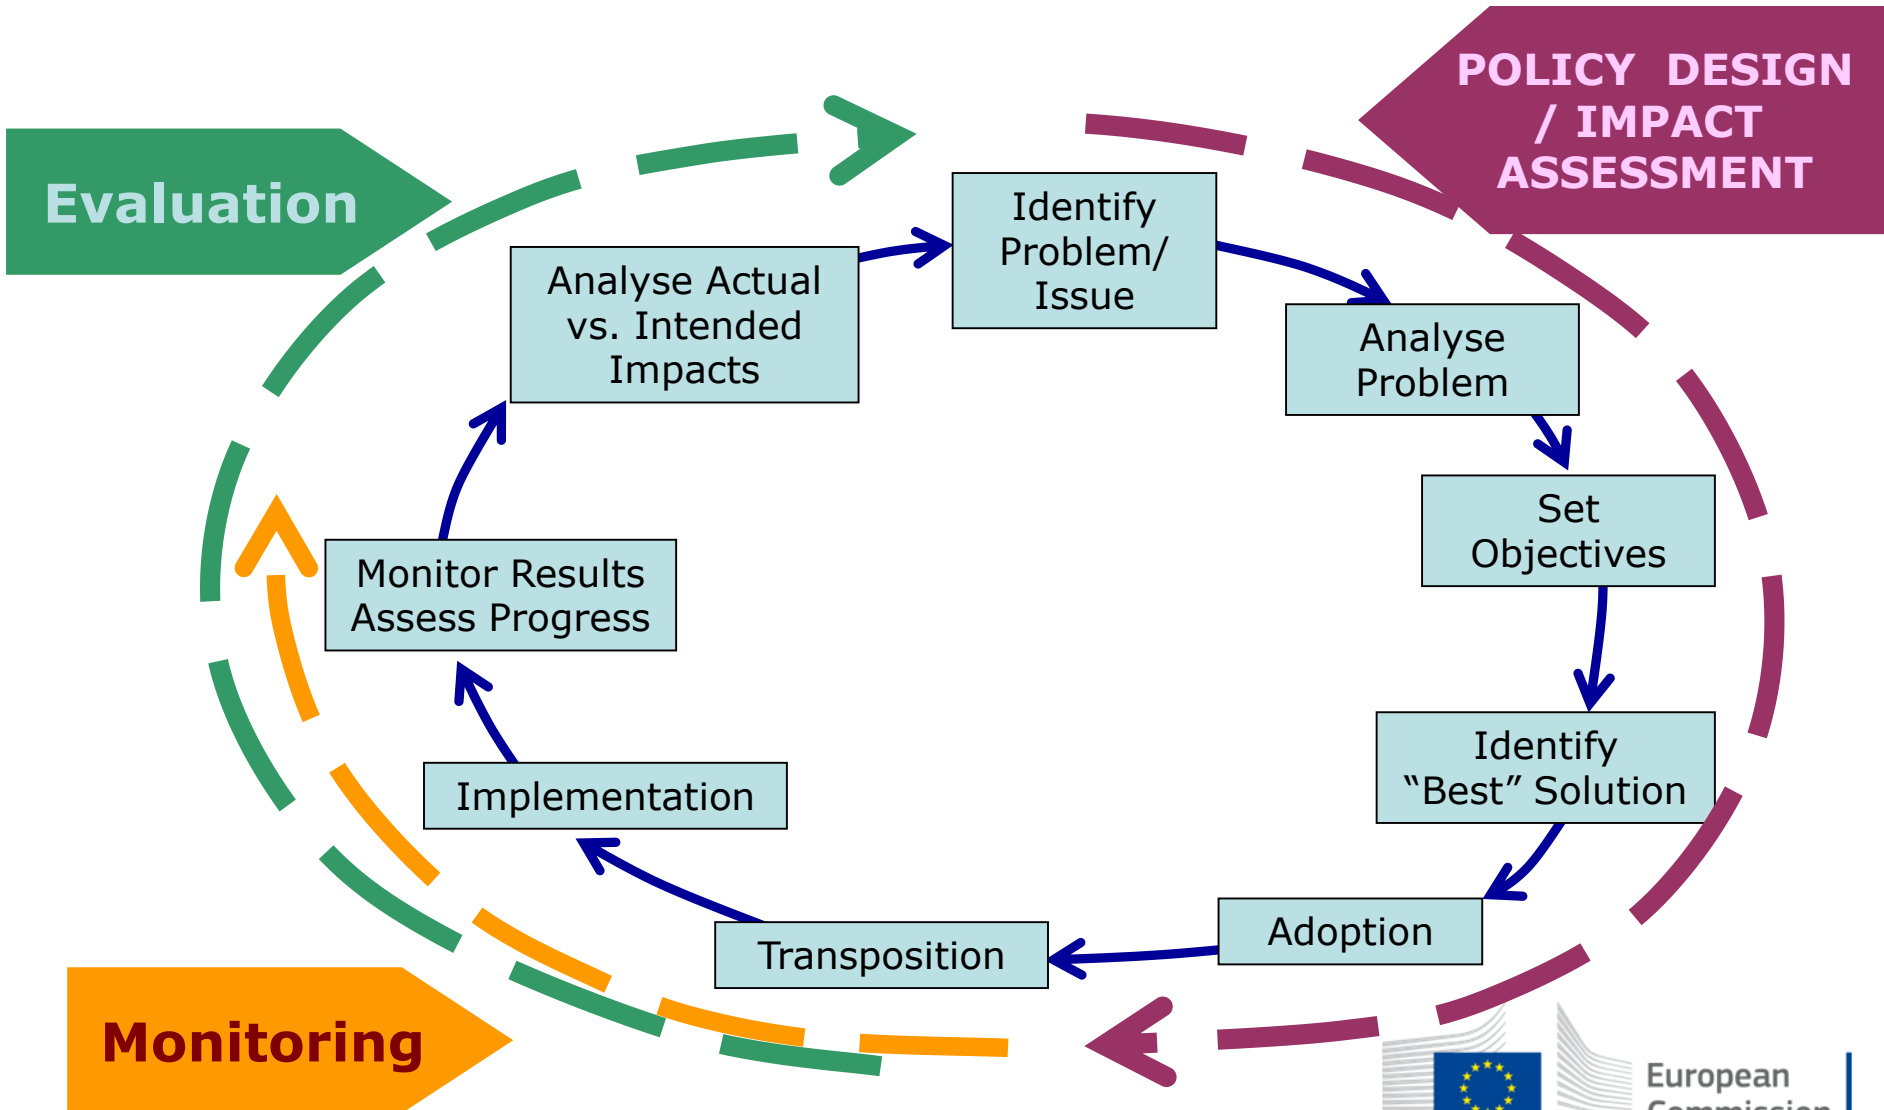 POLICY DESIGN
/ IMPACT
ASSESSMENT
Evaluation
Identify
Problem/
Issue
Analyse Actual
vs. Intended
Impacts
Analyse
Problem
Set
Objectives
Monitor Results
Assess Progress
Identify
“Best” Solution
Implementation
Adoption
Transposition
Monitoring
European
Commission